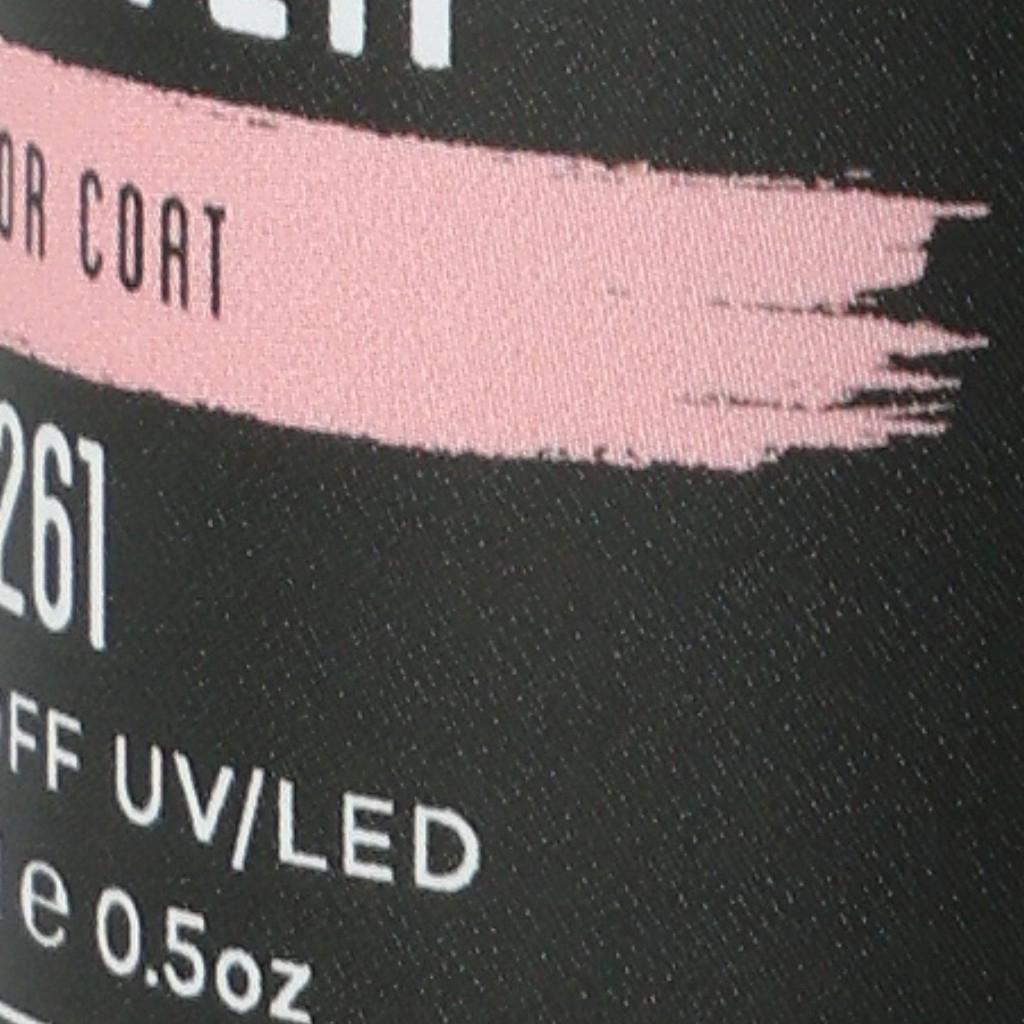 OR COAT
261
FF UV/LED
e 0.5oz